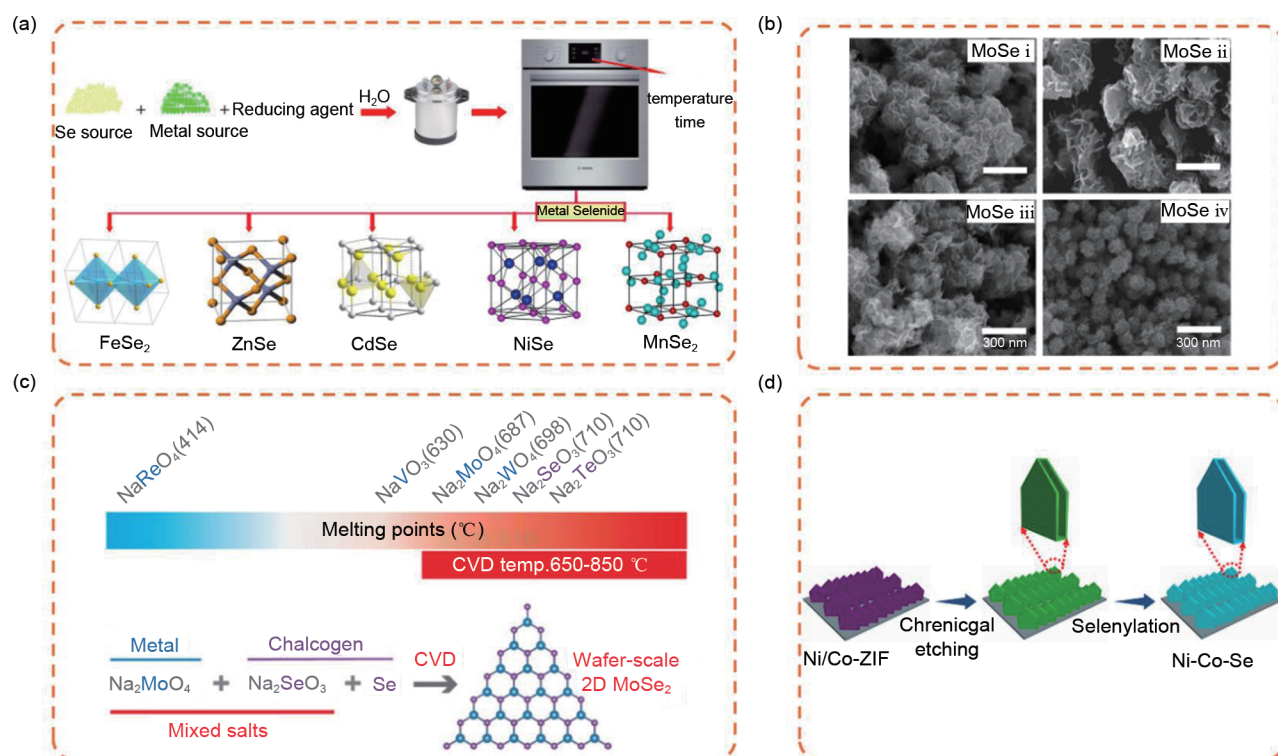 (a)
Se source
+
Metal source
+Reducing agent
H₂O
temperature
time
Metal Selenide
FeSe₂
ZnSe
CdSe
NiSe
MnSe₂
(b)
MoSe i
MoSe ii
MoSe iii
300 nm
MoSe iv
300 nm
(c)
NaReO₄(414)
NaVO₃(630)
Na₂MoO₄(687)
Na₂WO₄(698)
Na₂SeO₃(710)
Na₂TeO₃(710)
Melting points (℃)
CVD temp.650-850 ℃
Metal
Chalcogen
Na₂MoO₄ + Na₂SeO₃ + Se
Mixed salts
CVD
Wafer-scale
2D MoSe₂
(d)
Ni/Co-ZIF
Chrenicgal
etching
Selenylation
Ni-Co-Se